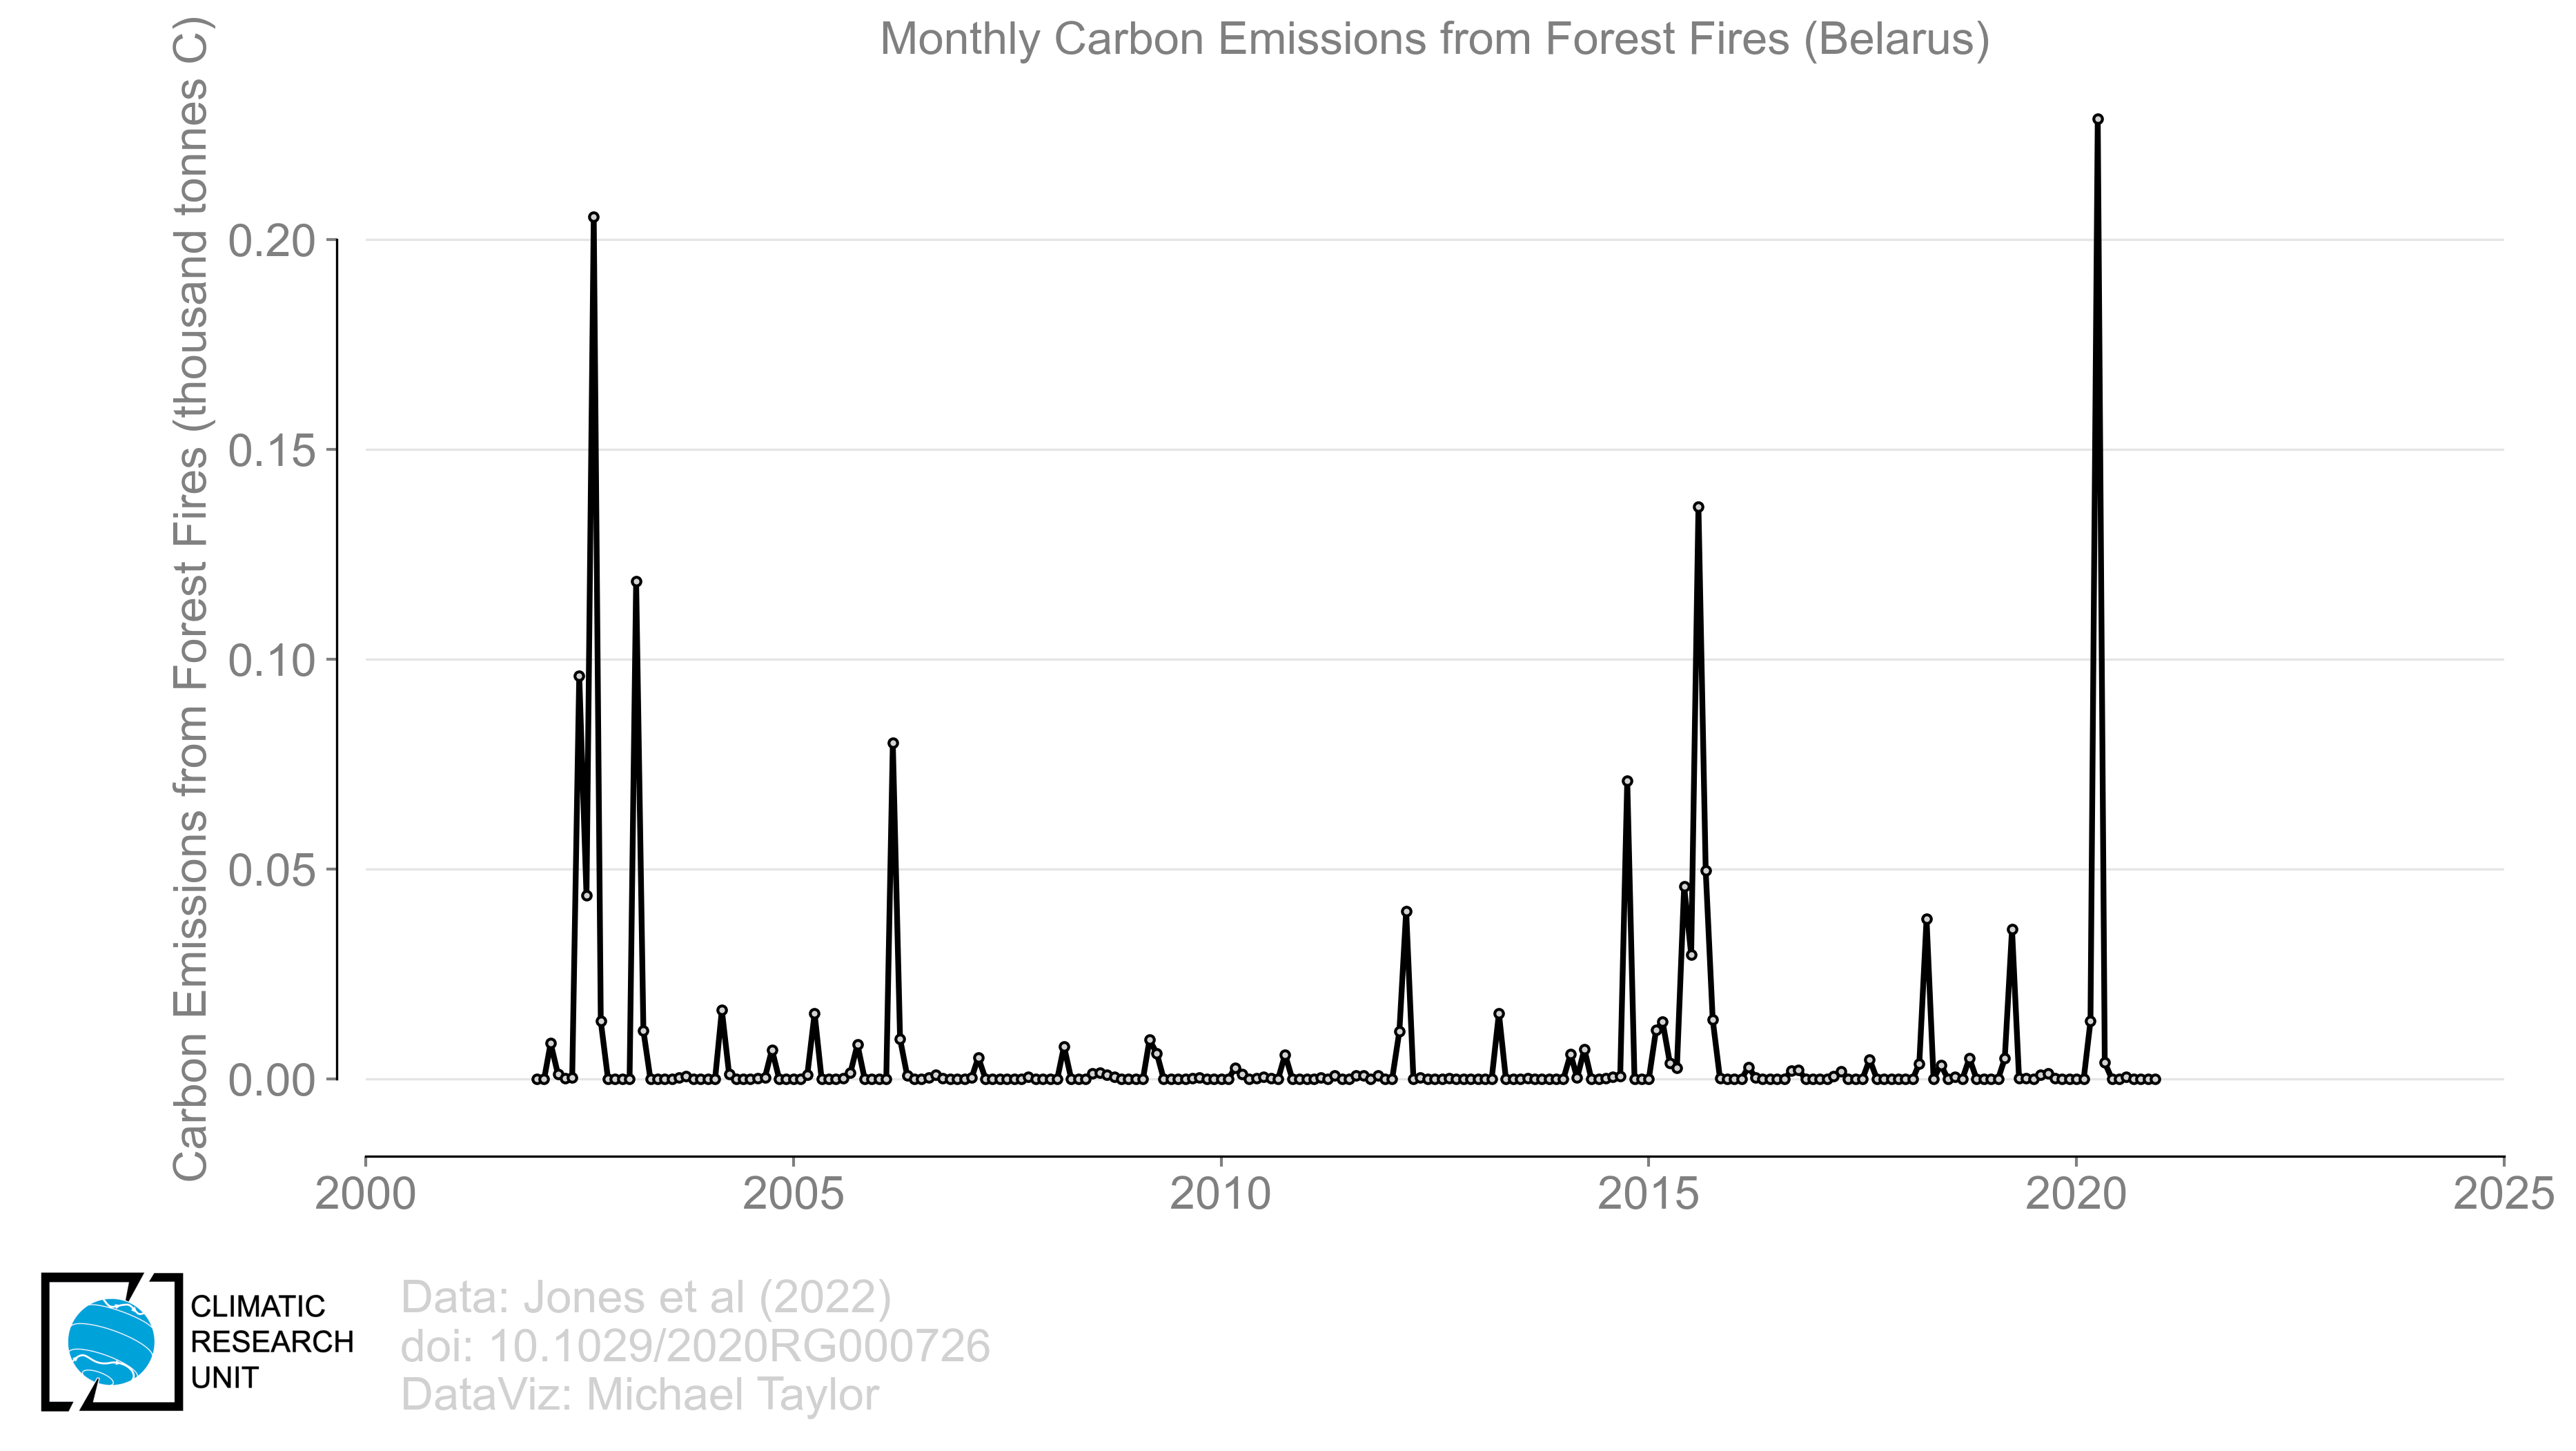 Monthly Carbon Emissions from Forest Fires (Belarus)
Carbon Emissions from Forest Fires (thousand tonnes C)
0.20
0.15
0.10
0.05
0.00
2000
2005
2010
2015
2020
2025
CLIMATIC
RESEARCH
UNIT
Data: Jones et al (2022)
doi: 10.1029/2020RG000726
DataViz: Michael Taylor